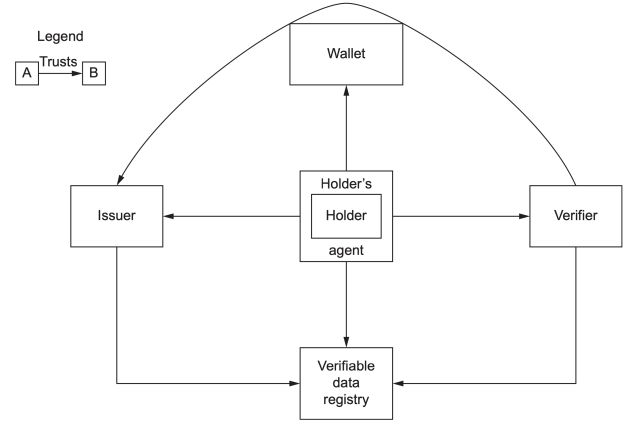 Legend
Trusts
A
B
Wallet
Holder's
Holder
agent
Issuer
Verifier
Verifiable
data
registry